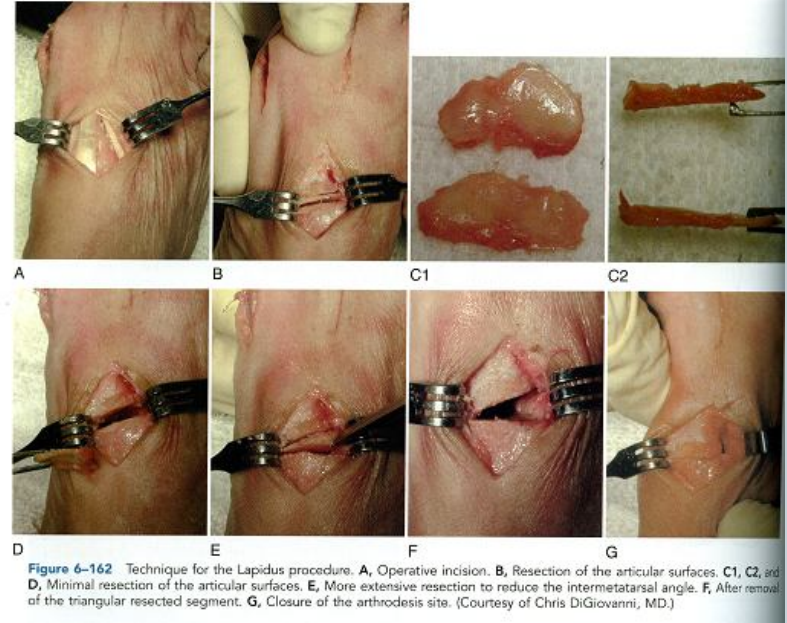 A
B
C1
C2
D
E
F
G
Figure 6–162 Technique for the Lapidus procedure. A, Operative incision. B, Resection of the articular surfaces. C1, C2, and
D, Minimal resection of the articular surfaces. E, More extensive resection to reduce the intermetatarsal angle. F, After removal
of the triangular resected segment. G, Closure of the arthrodesis site. (Courtesy of Chris DiGiovanni, MD.)